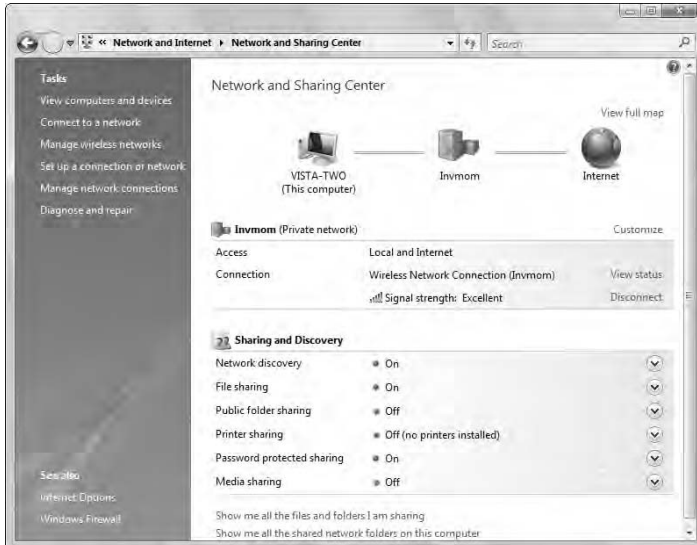 « Network and Internet ▸ Network and Sharing Center
Search
Tasks
View computers and devices
Connect to a network
Manage wireless networks
Set up a connection or network
Manage network connections
Diagnose and repair
See also
Internet Options
Windows Firewall
Network and Sharing Center
View full map
VISTA-TWO
(This computer)
Invmom
Internet
Invmom (Private network)
Customize
Access Local and Internet
Connection Wireless Network Connection (Invmom) View status
Signal strength: Excellent Disconnect
Sharing and Discovery
Network discovery On
File sharing On
Public folder sharing Off
Printer sharing Off (no printers installed)
Password protected sharing On
Media sharing Off
Show me all the files and folders I am sharing
Show me all the shared network folders on this computer